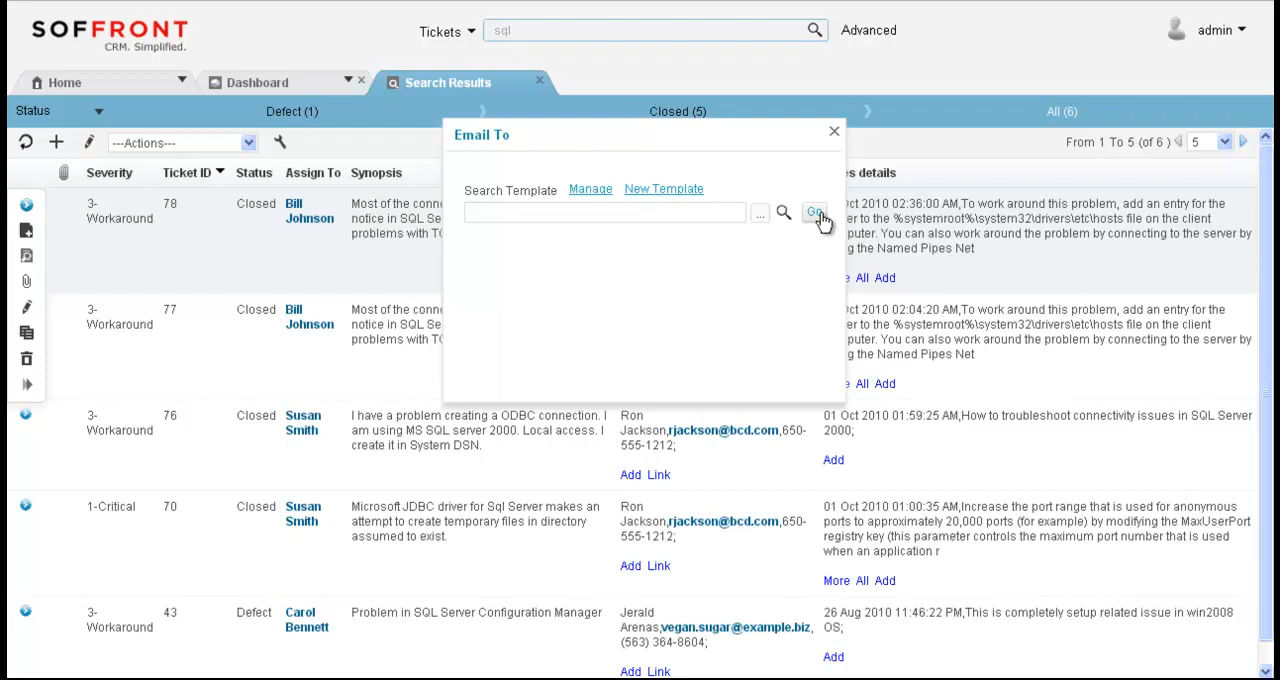 SOFFRONT
CRM. Simplified.
Tickets sql Advanced admin
Home Dashboard Search Results
Status Defect (1) Closed (5) All (6)
---Actions--- From 1 To 5 (of 6 ) 5
Email To
Search Template Manage New Template
... Go
Severity Ticket ID Status Assign To Synopsis s details
3-
Workaround
78
Closed
Bill
Johnson
Most of the conn
notice in SQL Se
problems with TC
Oct 2010 02:36:00 AM,To work around this problem, add an entry for the
er to the %systemroot%\system32\drivers\etc\hosts file on the client
puter. You can also work around the problem by connecting to the server by
g the Named Pipes Net
e All Add
3-
Workaround
77
Closed
Bill
Johnson
Most of the conn
notice in SQL Se
problems with TC
Oct 2010 02:04:20 AM,To work around this problem, add an entry for the
er to the %systemroot%\system32\drivers\etc\hosts file on the client
puter. You can also work around the problem by connecting to the server by
g the Named Pipes Net
e All Add
3-
Workaround
76
Closed
Susan
Smith
I have a problem creating a ODBC connection. I
am using MS SQL server 2000. Local access. I
create it in System DSN.
Ron
Jackson,rjackson@bcd.com,650-
555-1212;
Add Link
01 Oct 2010 01:59:25 AM,How to troubleshoot connectivity issues in SQL Server
2000;
Add
1-Critical
70
Closed
Susan
Smith
Microsoft JDBC driver for Sql Server makes an
attempt to create temporary files in directory
assumed to exist.
Ron
Jackson,rjackson@bcd.com,650-
555-1212;
Add Link
01 Oct 2010 01:00:35 AM,Increase the port range that is used for anonymous
ports to approximately 20,000 ports (for example) by modifying the MaxUserPort
registry key (this parameter controls the maximum port number that is used
when an application r
More All Add
3-
Workaround
43
Defect
Carol
Bennett
Problem in SQL Server Configuration Manager
Jerald
Arenas,vegan.sugar@example.biz,
(563) 364-8604;
Add Link
26 Aug 2010 11:46:22 PM,This is completely setup related issue in win2008
OS;
Add